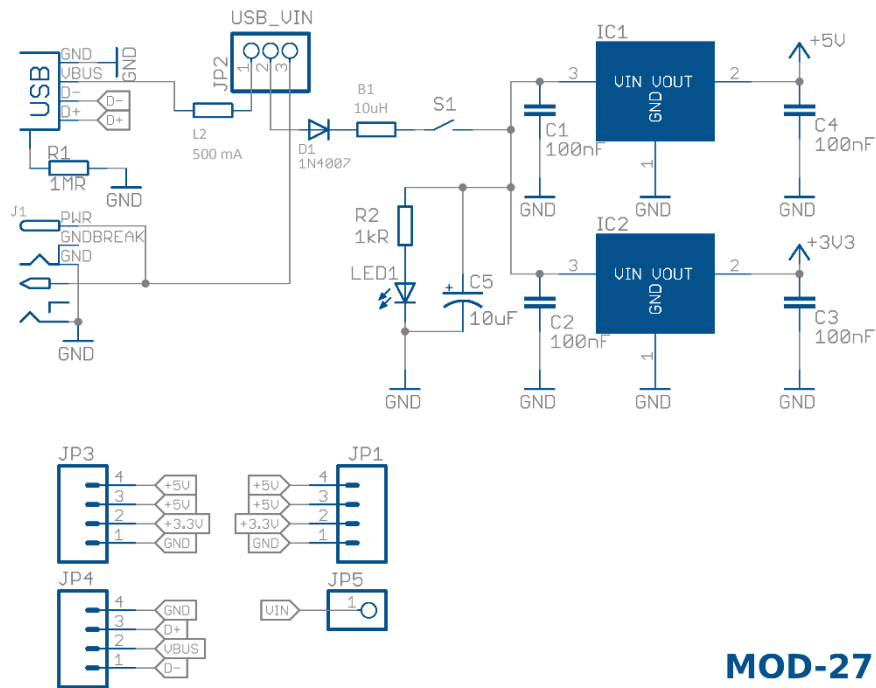 USB_VIN
GND
VBUS
D-
D+
USB
GND
D-
D+
JP2
1
2
3
L2
500 mA
D1
1N4007
B1
10uH
S1
R1
1MR
GND
J1
PWR
GNDBREAK
GND
GND
R2
1kR
LED1
C5
+
10uF
GND
IC1
3
VIN VOUT
GND
2
1
+5V
C1
100nF
C4
100nF
GND
GND
GND
IC2
3
VIN VOUT
GND
2
1
+3V3
C2
100nF
C3
100nF
GND
GND
GND
JP3
4 +5V
3 +5V
2 +3.3V
1 GND
JP1
+5V 4
+5V 3
+3.3V 2
GND 1
JP4
4 GND
3 D+
2 VBUS
1 D-
JP5
VIN 1
MOD-27